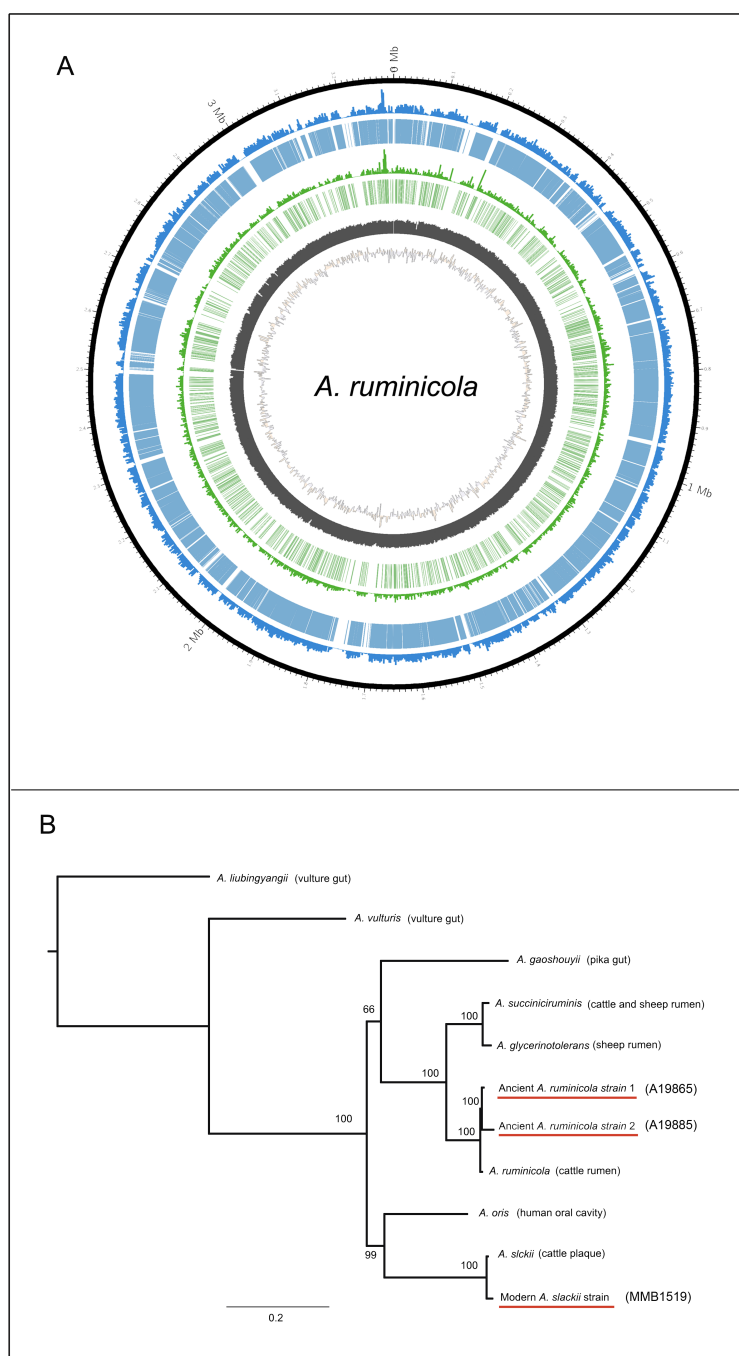 A
0 Mb
3 Mb
A. ruminicola
1 Mb
2 Mb
B
A. liubingyangii (vulture gut)
A. vulturis (vulture gut)
A. gaoshouyii (pika gut)
66
A. succiniciruminis (cattle and sheep rumen)
100
A. glycerinotolerans (sheep rumen)
100
Ancient A. ruminicola strain 1 (A19865)
100
100
Ancient A. ruminicola strain 2 (A19885)
100
A. ruminicola (cattle rumen)
A. oris (human oral cavity)
99
A. slckii (cattle plaque)
100
Modern A. slackii strain (MMB1519)
0.2